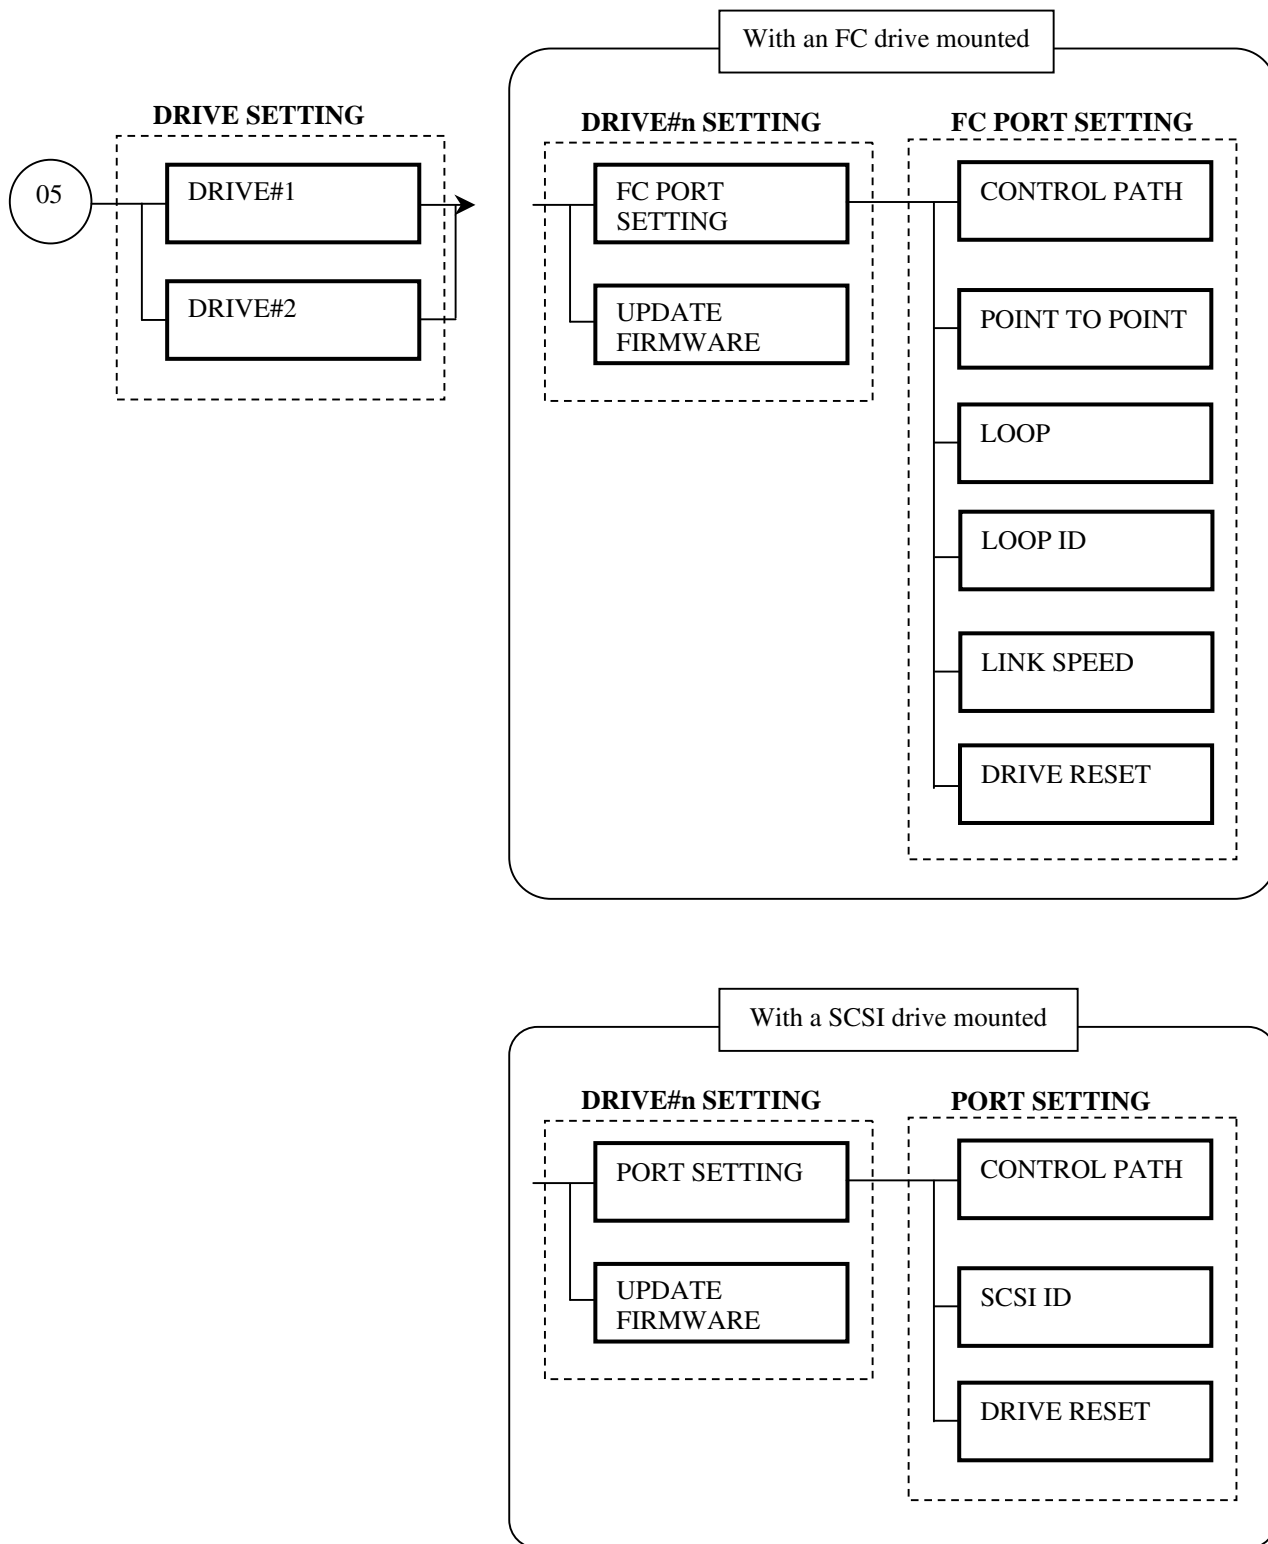 With an FC drive mounted
DRIVE SETTING
05
DRIVE#1
DRIVE#2
DRIVE#n SETTING
FC PORT
SETTING
UPDATE
FIRMWARE
FC PORT SETTING
CONTROL PATH
POINT TO POINT
LOOP
LOOP ID
LINK SPEED
DRIVE RESET
With a SCSI drive mounted
DRIVE#n SETTING
PORT SETTING
UPDATE
FIRMWARE
PORT SETTING
CONTROL PATH
SCSI ID
DRIVE RESET